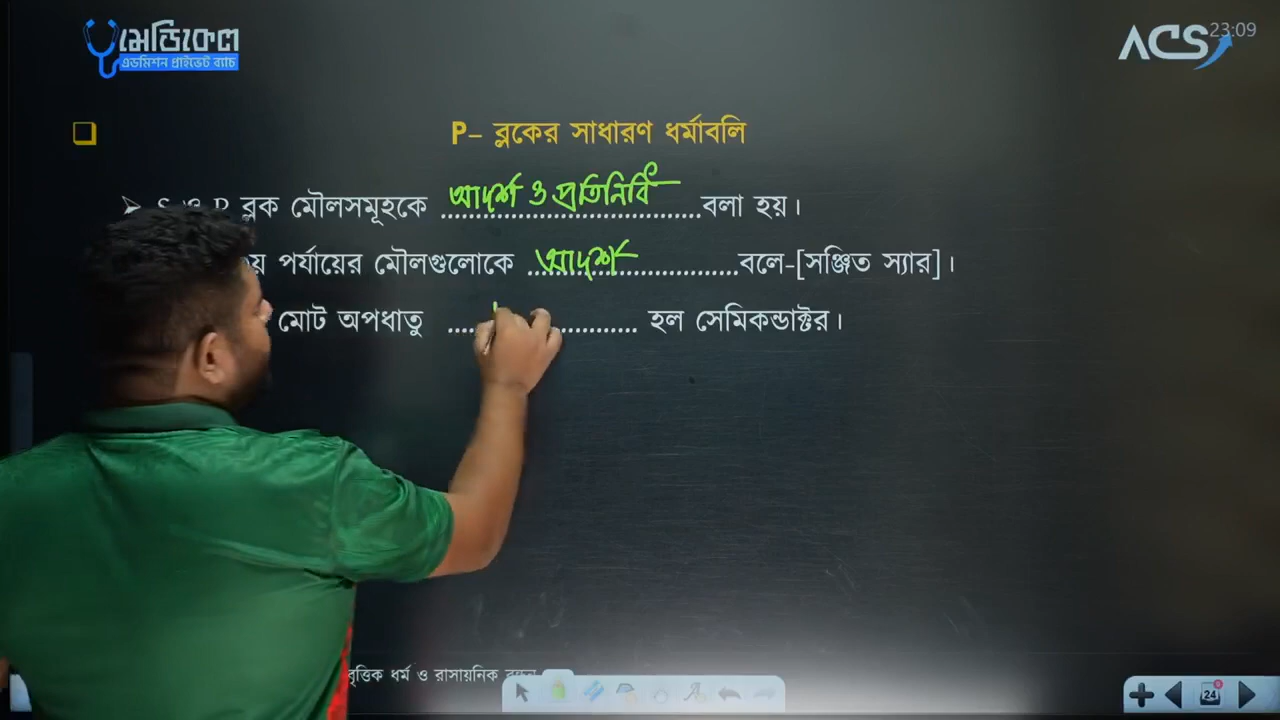 মেডিকেল
এডমিশন প্রাইভেট ব্যাচ
ACS
23:09
P– ব্লকের সাধারণ ধর্মাবলি
ব্লক মৌলসমূহকে আদর্শ ও প্রতিনিধি বলা হয়।
পর্যায়ের মৌলগুলোকে আদর্শ বলে-[সঞ্জিত স্যার]।
মোট অপধাতু .............................. হল সেমিকন্ডাক্টর।
ধর্ম ও রাসায়নিক
24